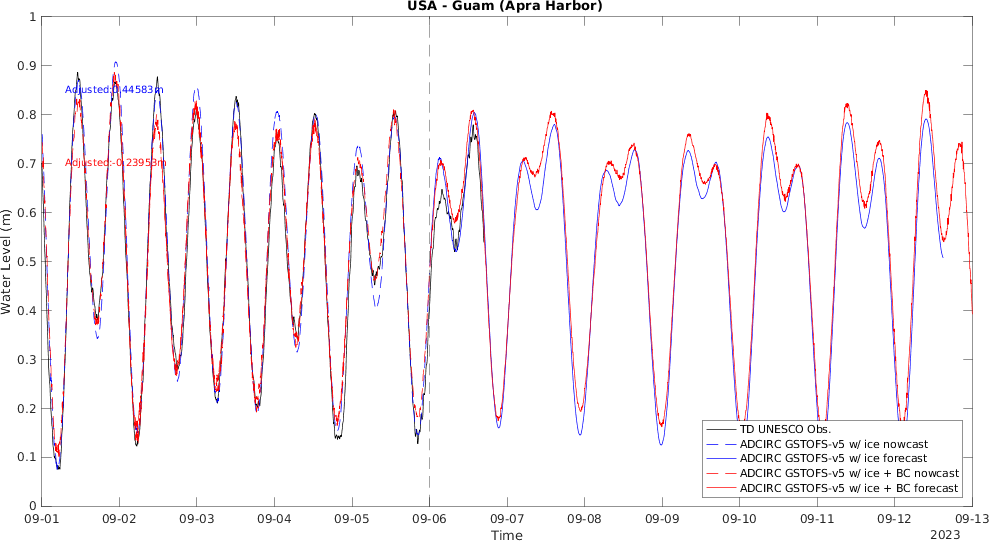 USA - Guam (Apra Harbor)
1
0.9
0.8
0.7
0.6
0.5
0.4
0.3
0.2
0.1
0
Water Level (m)
Adjusted:0.44583m
Adjusted:-0.23953m
TD UNESCO Obs.
ADCIRC GSTOFS-v5 w/ ice nowcast
ADCIRC GSTOFS-v5 w/ ice forecast
ADCIRC GSTOFS-v5 w/ ice + BC nowcast
ADCIRC GSTOFS-v5 w/ ice + BC forecast
09-01 09-02 09-03 09-04 09-05 09-06 09-07 09-08 09-09 09-10 09-11 09-12 09-13
Time
2023